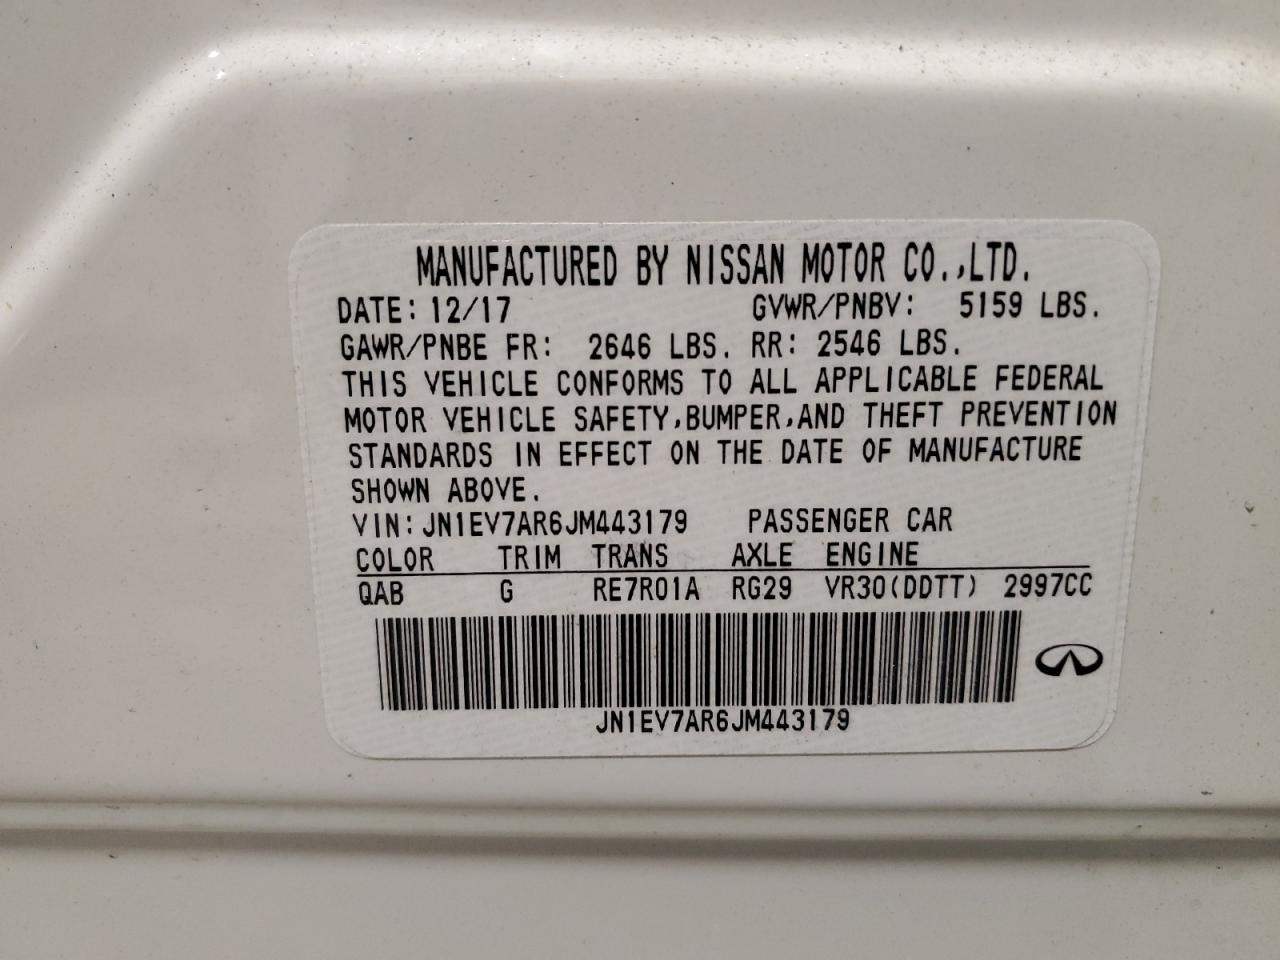 MANUFACTURED BY NISSAN MOTOR CO.,LTD.
DATE: 12/17 GVWR/PNBV: 5159 LBS.
GAWR/PNBE FR: 2646 LBS. RR: 2546 LBS.
THIS VEHICLE CONFORMS TO ALL APPLICABLE FEDERAL
MOTOR VEHICLE SAFETY,BUMPER,AND THEFT PREVENTION
STANDARDS IN EFFECT ON THE DATE OF MANUFACTURE
SHOWN ABOVE.
VIN:JN1EV7AR6JM443179 PASSENGER CAR
COLOR TRIM TRANS AXLE ENGINE
QAB G RE7R01A RG29 VR30(DDTT) 2997CC
JN1EV7AR6JM443179